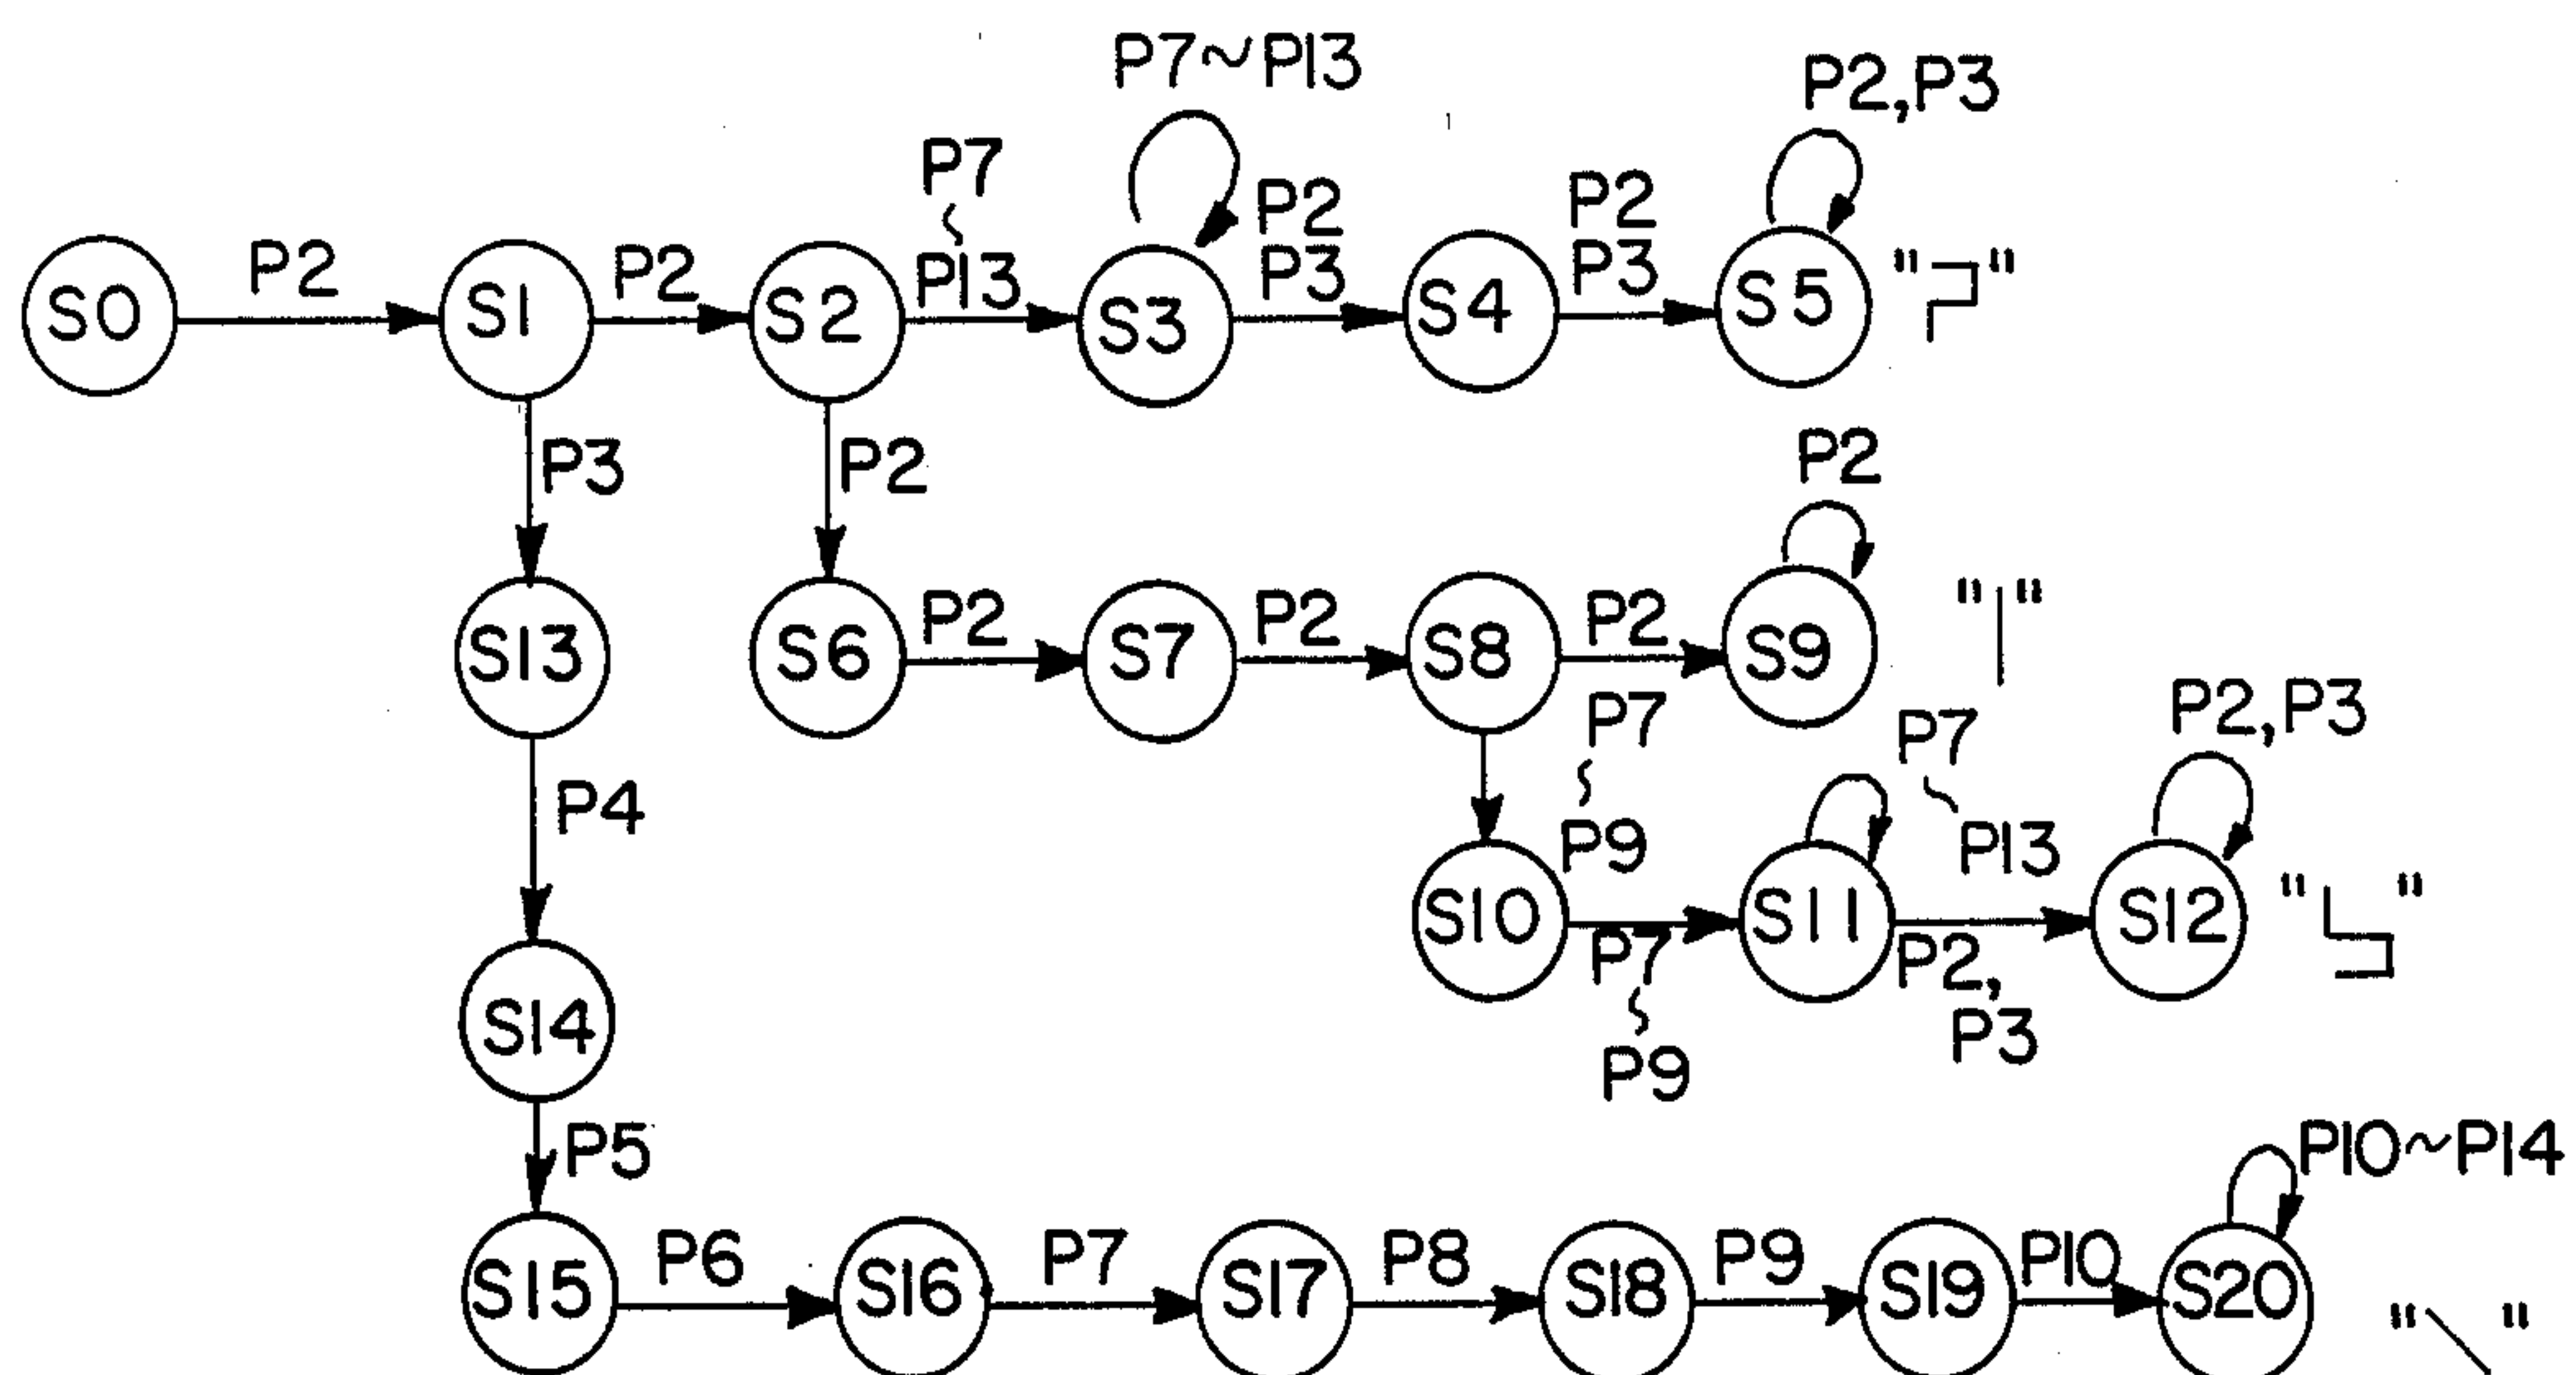 P7~P13
P2,P3
P7
~
P13
P2
P3
P2
P3
S0
P2
S1
P2
S2
S3
S4
S5
" "
P3
P2
P2
S13
S6
P2
S7
P2
S8
P2
S9
" "
P4
P7
~
P9
P7
~
P13
P2,P3
S10
P7
~
P9
S11
P2,
P3
S12
" "
S14
P5
P10~P14
S15
P6
S16
P7
S17
P8
S18
P9
S19
P10
S20
" "